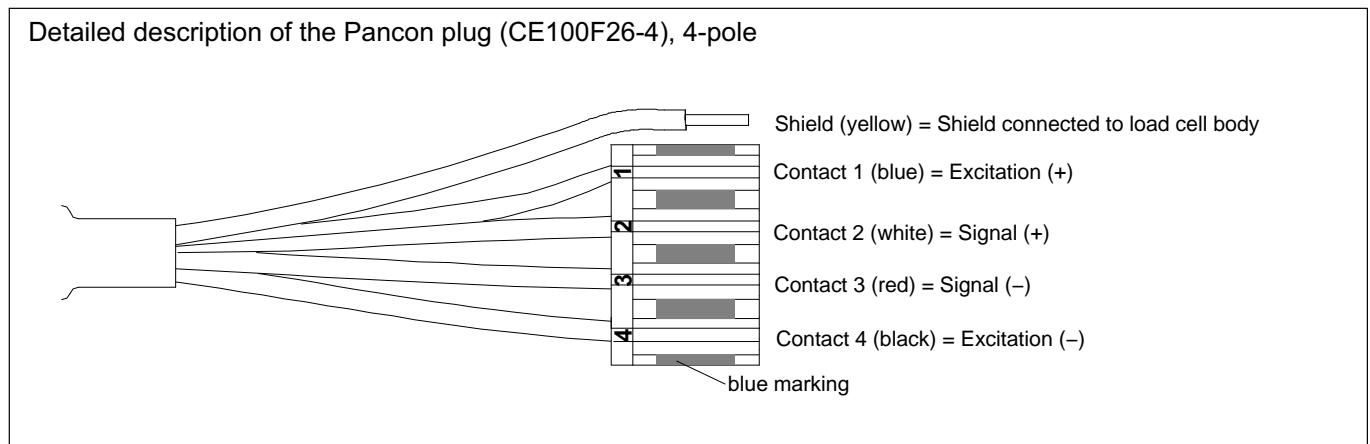 Detailed description of the Pancon plug (CE100F26-4), 4-pole
Shield (yellow) = Shield connected to load cell body
1
Contact 1 (blue) = Excitation (+)
2
Contact 2 (white) = Signal (+)
3
Contact 3 (red) = Signal (−)
4
Contact 4 (black) = Excitation (−)
blue marking